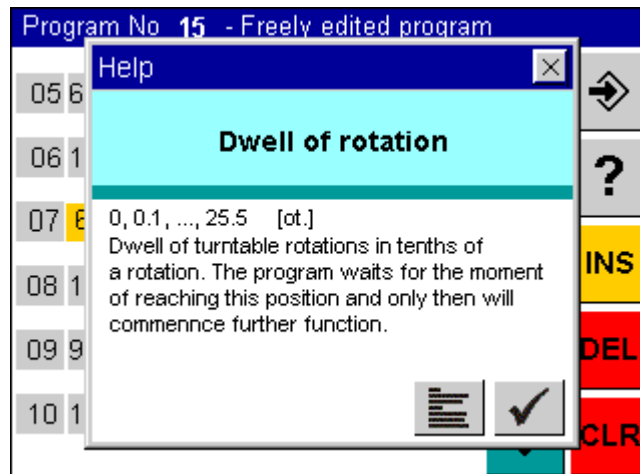 Program No 15 - Freely edited program
Help
Dwell of rotation
0, 0.1, ..., 25.5 [ot.]
Dwell of turntable rotations in tenths of
a rotation. The program waits for the moment
of reaching this position and only then will
commennce further function.
05 6
06 1
07
08 1
09 9
10 1
?
INS
DEL
CLR